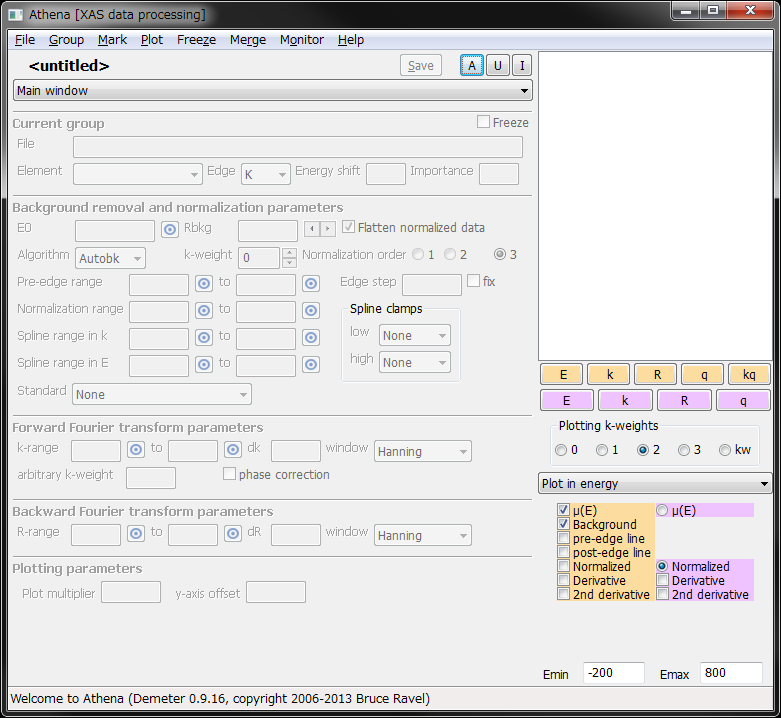 Athena [XAS data processing]
File Group Mark Plot Freeze Merge Monitor Help
<untitled> Save A U I
Main window
Current group Freeze
File
Element Edge K Energy shift Importance
Background removal and normalization parameters
E0 Rbkg Flatten normalized data
Algorithm Autobk k-weight 0 Normalization order 1 2 3
Pre-edge range to Edge step fix
Normalization range to Spline clamps
Spline range in k to low None
Spline range in E to high None
Standard None
Forward Fourier transform parameters
k-range to dk window Hanning
arbitrary k-weight phase correction
Backward Fourier transform parameters
R-range to dR window Hanning
Plotting parameters
Plot multiplier y-axis offset
E k R q kq
E k R q
Plotting k-weights
0 1 2 3 kw
Plot in energy
μ(E) μ(E)
Background
pre-edge line
post-edge line
Normalized Normalized
Derivative Derivative
2nd derivative 2nd derivative
Emin -200 Emax 800
Welcome to Athena (Demeter 0.9.16, copyright 2006-2013 Bruce Ravel)